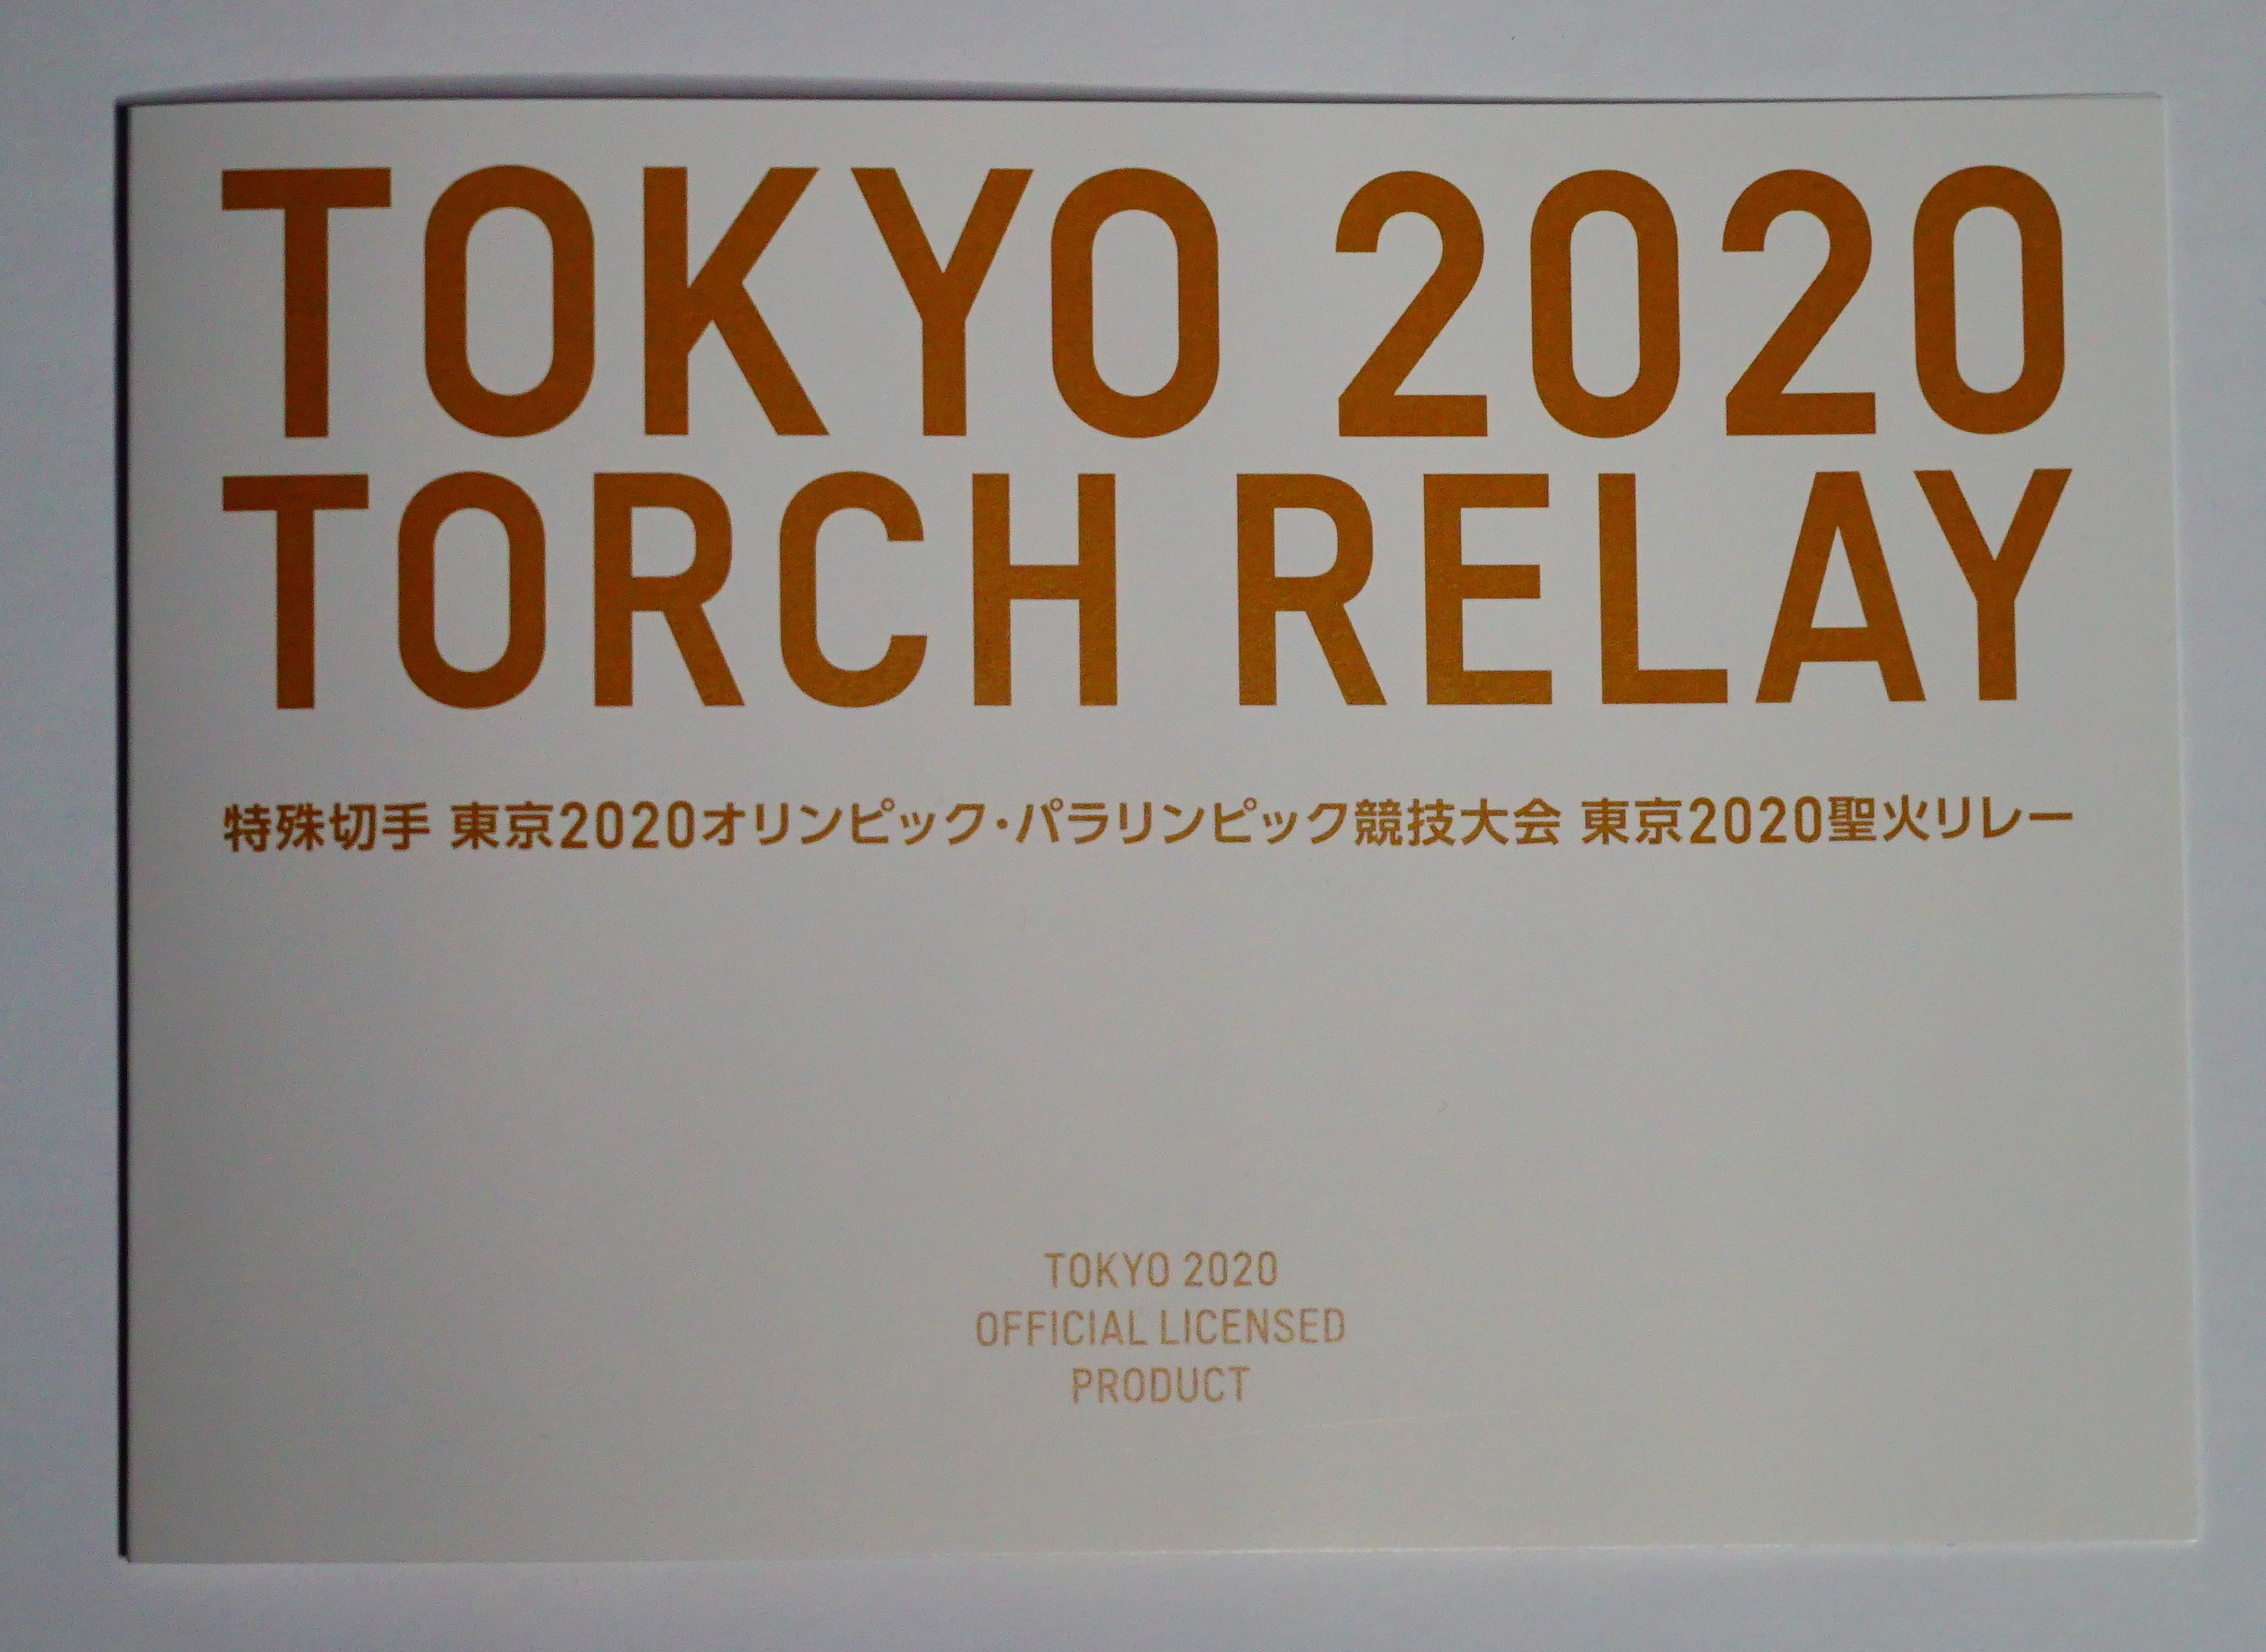 TOKYO 2020
TORCH RELAY
特殊切手 東京2020オリンピック・パラリンピック競技大会 東京2020聖火リレー
TOKYO 2020
OFFICIAL LICENSED
PRODUCT